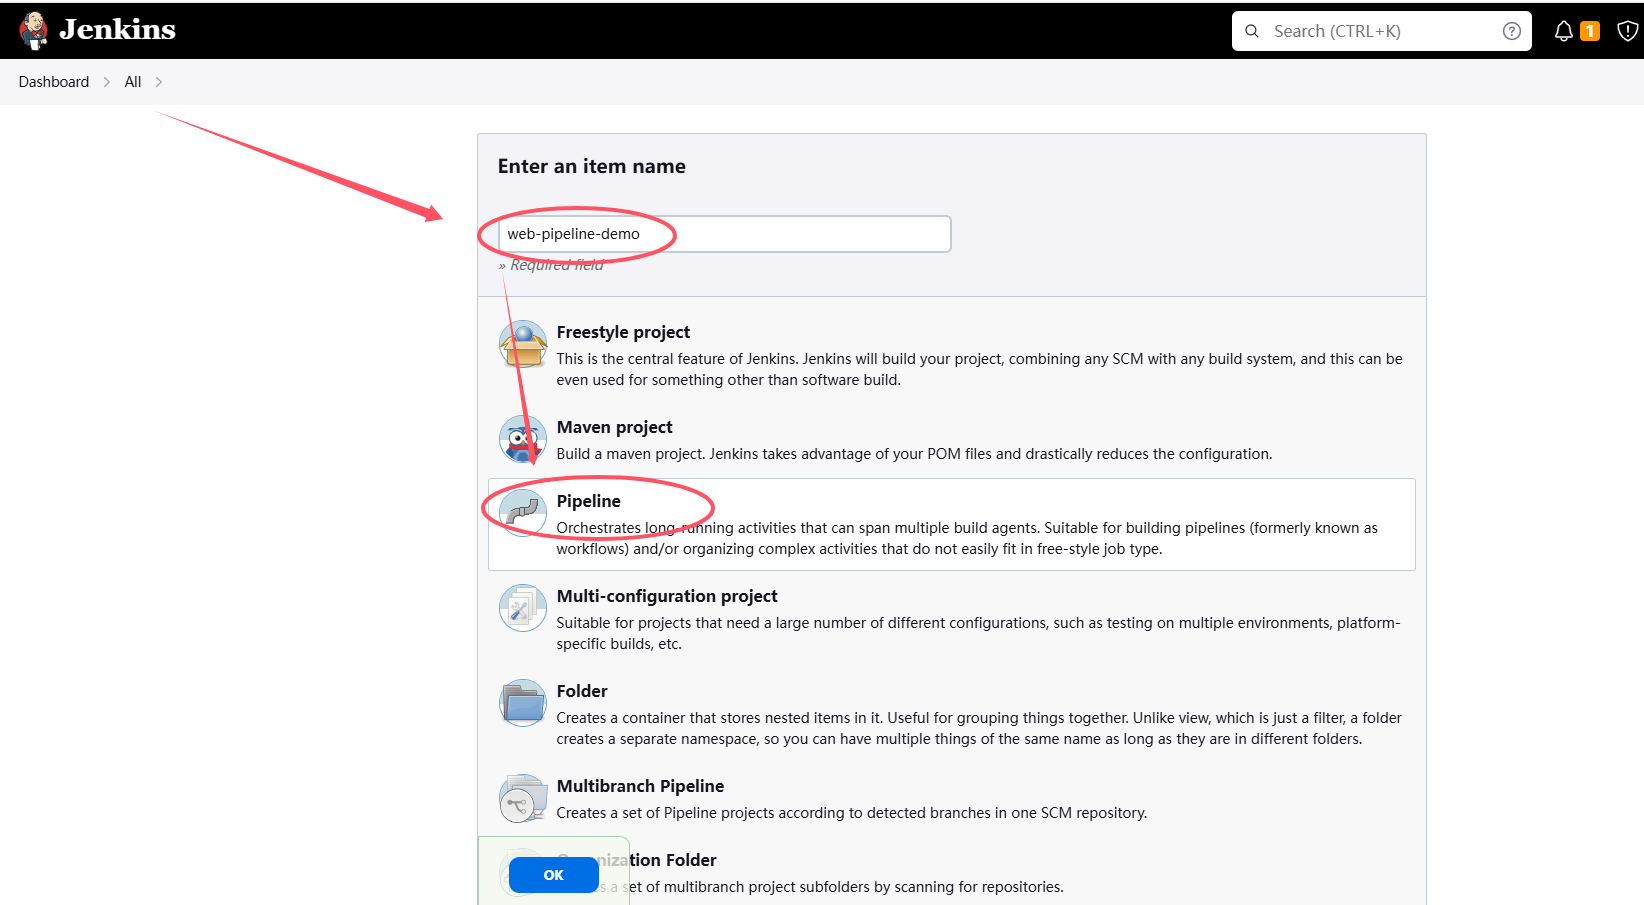 Jenkins
Search (CTRL+K)
1
Dashboard
All
Enter an item name
web-pipeline-demo
» Required field
Freestyle project
This is the central feature of Jenkins. Jenkins will build your project, combining any SCM with any build system, and this can be
even used for something other than software build.
Maven project
Build a maven project. Jenkins takes advantage of your POM files and drastically reduces the configuration.
Pipeline
Orchestrates long-running activities that can span multiple build agents. Suitable for building pipelines (formerly known as
workflows) and/or organizing complex activities that do not easily fit in free-style job type.
Multi-configuration project
Suitable for projects that need a large number of different configurations, such as testing on multiple environments, platform-
specific builds, etc.
Folder
Creates a container that stores nested items in it. Useful for grouping things together. Unlike view, which is just a filter, a folder
creates a separate namespace, so you can have multiple things of the same name as long as they are in different folders.
Multibranch Pipeline
Creates a set of Pipeline projects according to detected branches in one SCM repository.
Organization Folder
a set of multibranch project subfolders by scanning for repositories.
OK